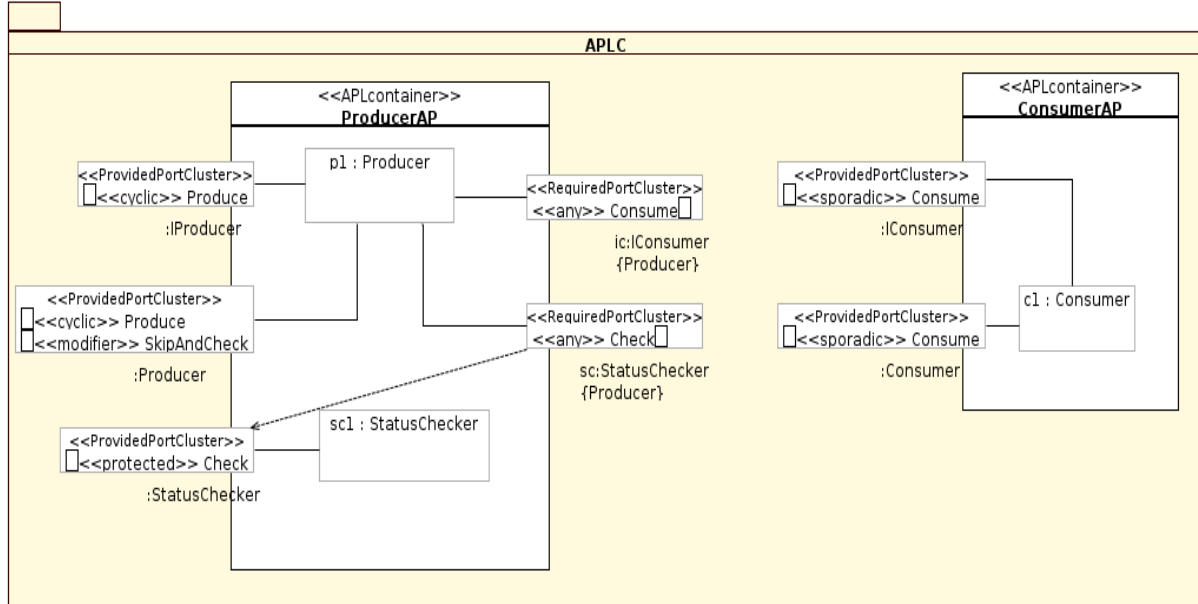 APLC
<<APLcontainer>>
ProducerAP
p1 : Producer
<<ProvidedPortCluster>>
<<cyclic>> Produce
:IProducer
<<RequiredPortCluster>>
<<any>> Consume
ic:IConsumer
{Producer}
<<ProvidedPortCluster>>
<<cyclic>> Produce
<<modifier>> SkipAndCheck
:Producer
<<RequiredPortCluster>>
<<any>> Check
sc:StatusChecker
{Producer}
sc1 : StatusChecker
<<ProvidedPortCluster>>
<<protected>> Check
:StatusChecker
<<APLcontainer>>
ConsumerAP
<<ProvidedPortCluster>>
<<sporadic>> Consume
:IConsumer
c1 : Consumer
<<ProvidedPortCluster>>
<<sporadic>> Consume
:Consumer